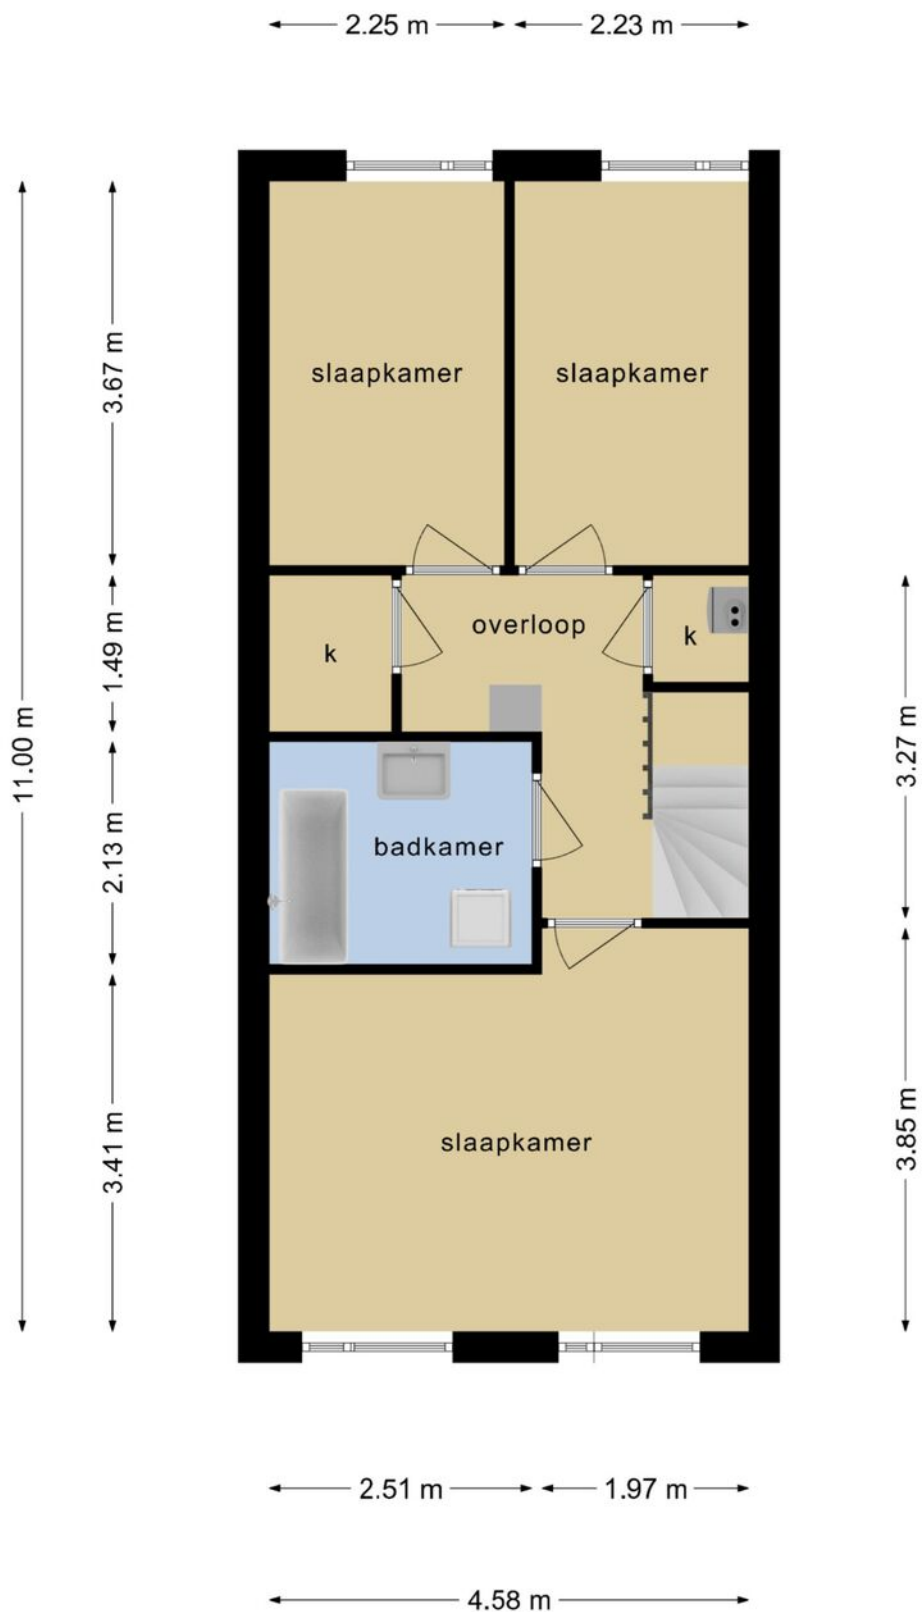 2.25 m
2.23 m
slaapkamer
slaapkamer
3.67 m
overloop
k
k
1.49 m
11.00 m
3.27 m
badkamer
2.13 m
slaapkamer
3.41 m
3.85 m
2.51 m
1.97 m
4.58 m